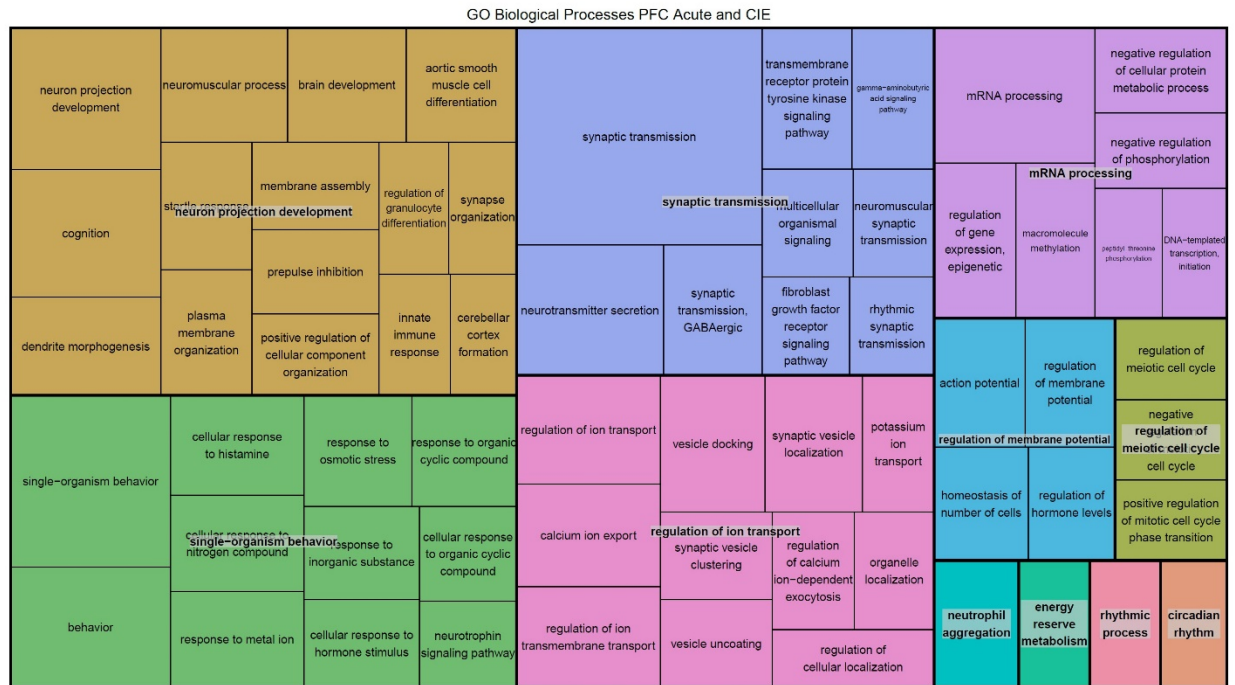 GO Biological Processes PFC Acute and CIE
neuron projection
development
neuromuscular process
brain development
aortic smooth
muscle cell
differentiation
cognition
startle response
membrane assembly
regulation of
granulocyte
differentiation
synapse
organization
neuron projection development
prepulse inhibition
dendrite morphogenesis
plasma
membrane
organization
positive regulation of
cellular component
organization
innate
immune
response
cerebellar
cortex
formation
synaptic transmission
transmembrane
receptor protein
tyrosine kinase
signaling
pathway
gamma-aminobutyric
acid signaling
pathway
synaptic transmission
multicellular
organismal
signaling
neuromuscular
synaptic
transmission
neurotransmitter secretion
synaptic
transmission,
GABAergic
fibroblast
growth factor
receptor
signaling
pathway
rhythmic
synaptic
transmission
mRNA processing
negative regulation
of cellular protein
metabolic process
negative regulation
of phosphorylation
mRNA processing
regulation
of gene
expression,
epigenetic
macromolecule
methylation
peptidyl-threonine
phosphorylation
DNA-templated
transcription,
initiation
single-organism behavior
cellular response
to histamine
response to
osmotic stress
response to organic
cyclic compound
cellular response to
nitrogen compound
single-organism behavior
response to
inorganic substance
cellular response
to organic cyclic
compound
behavior
response to metal ion
cellular response to
hormone stimulus
neurotrophin
signaling pathway
regulation of ion transport
vesicle docking
synaptic vesicle
localization
potassium
ion
transport
calcium ion export
regulation of ion transport
synaptic vesicle
clustering
regulation
of calcium
ion-dependent
exocytosis
organelle
localization
regulation of ion
transmembrane transport
vesicle uncoating
regulation of
cellular localization
action potential
regulation
of membrane
potential
regulation of membrane potential
homeostasis of
number of cells
regulation of
hormone levels
regulation of
meiotic cell cycle
negative
regulation of
meiotic cell cycle
cell cycle
positive regulation
of mitotic cell cycle
phase transition
neutrophil
aggregation
energy
reserve
metabolism
rhythmic
process
circadian
rhythm